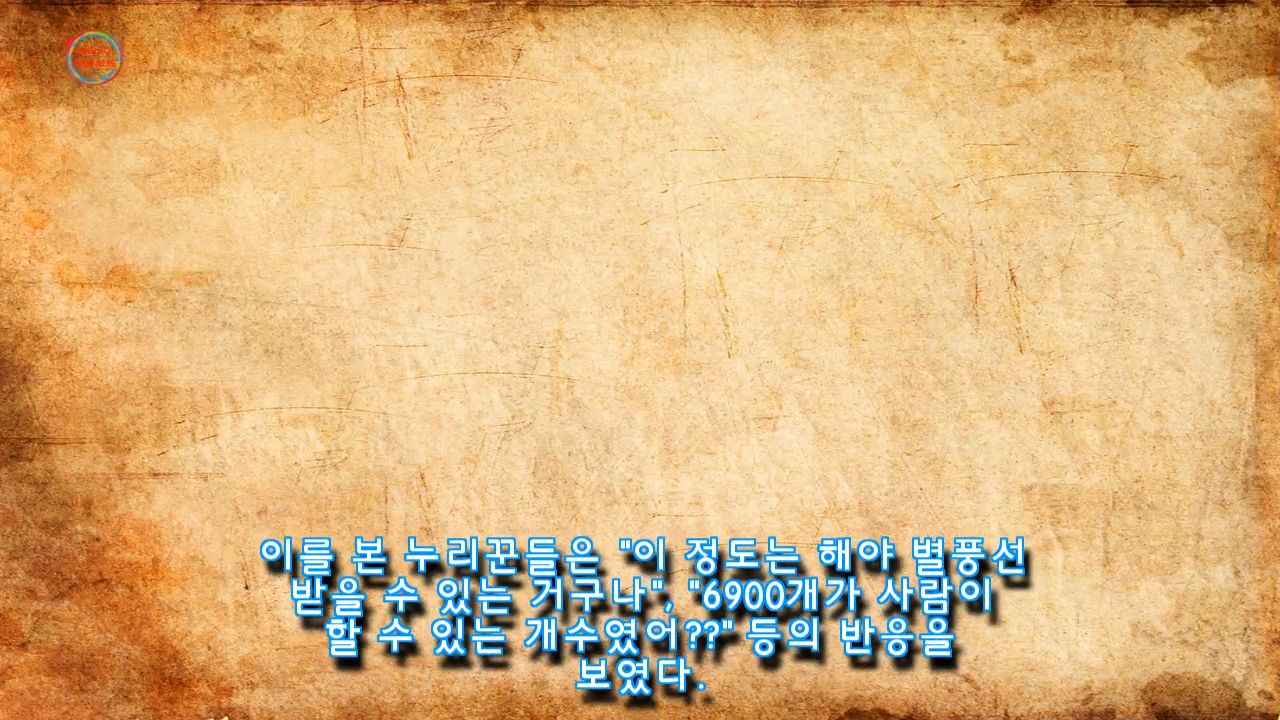 이를 본 누리꾼들은 "이 정도는 해야 별풍선
받을 수 있는 거구나", "6900개가 사람이
할 수 있는 개수였어??" 등의 반응을
보였다.